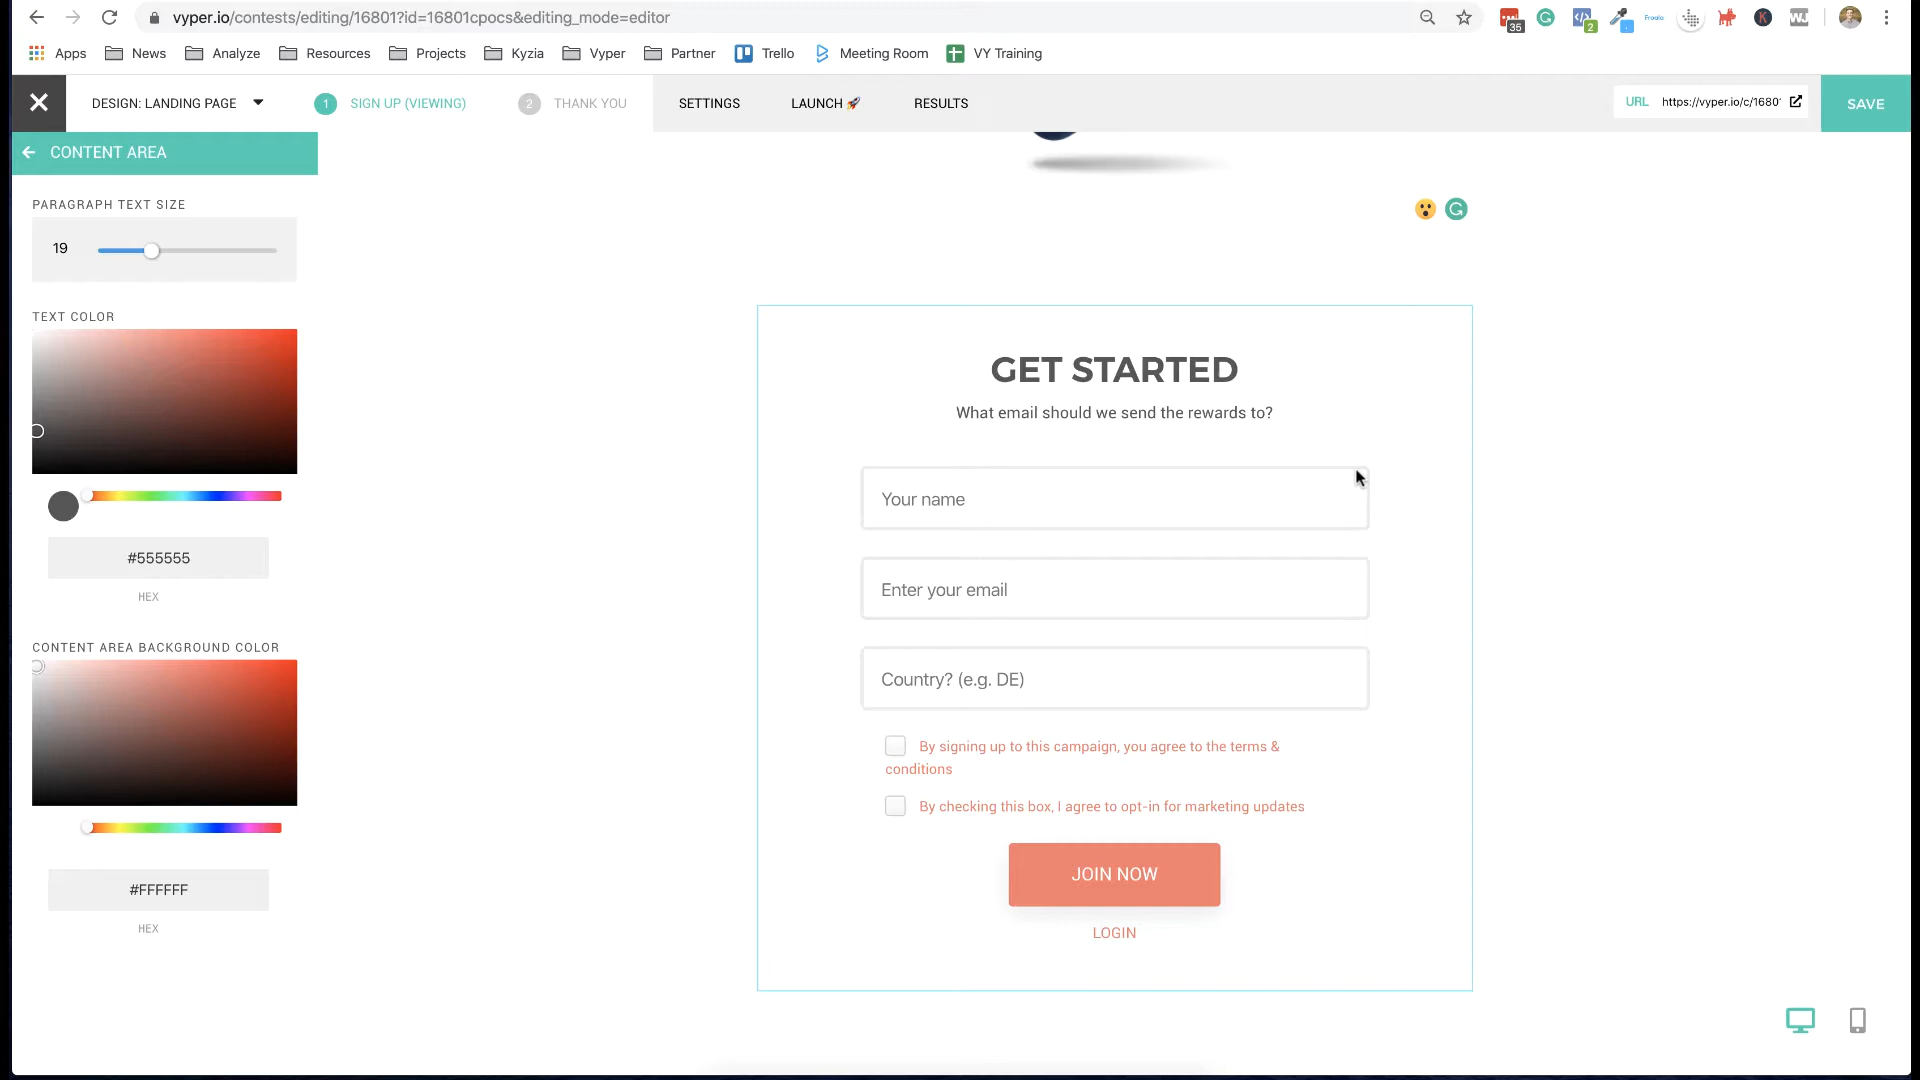 vyper.io/contests/editing/16801?id=16801cpocs&editing_mode=editor
35
2
Froala
K
Apps News Analyze Resources Projects Kyzia Vyper Partner Trello Meeting Room VY Training
DESIGN: LANDING PAGE 1 SIGN UP (VIEWING) 2 THANK YOU SETTINGS LAUNCH 🚀 RESULTS URL https://vyper.io/c/1680 SAVE
CONTENT AREA
PARAGRAPH TEXT SIZE
19
TEXT COLOR
#555555
HEX
CONTENT AREA BACKGROUND COLOR
#FFFFFF
HEX
GET STARTED
What email should we send the rewards to?
Your name
Enter your email
Country? (e.g. DE)
By signing up to this campaign, you agree to the terms &
conditions
By checking this box, I agree to opt-in for marketing updates
JOIN NOW
LOGIN